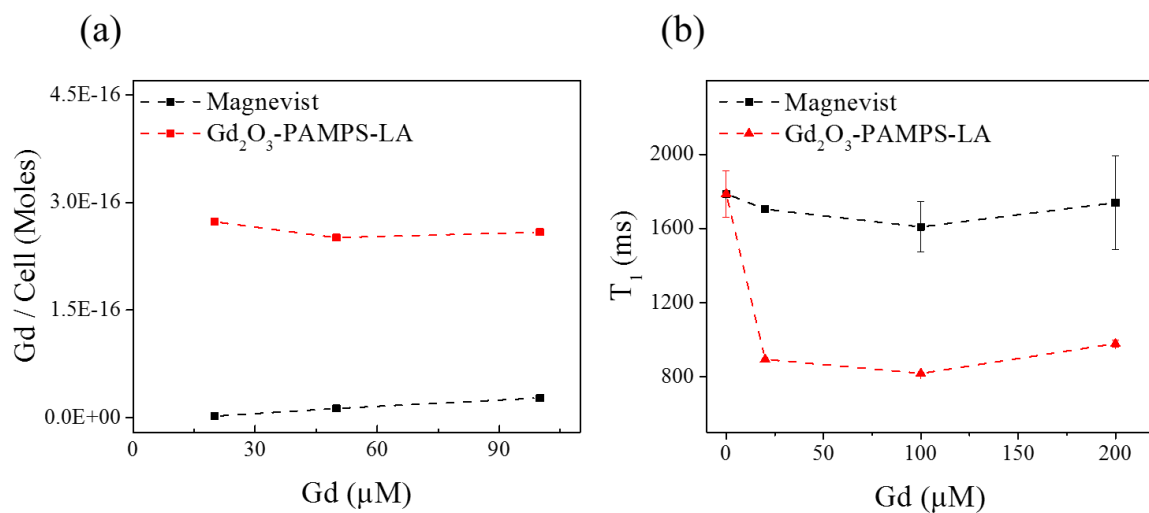 (a)
Gd / Cell (Moles)
4.5E-16
3.0E-16
1.5E-16
0.0E+00
Magnevist
Gd₂O₃-PAMPS-LA
0 30 60 90
Gd (µM)
(b)
T₁ (ms)
2000
1600
1200
800
Magnevist
Gd₂O₃-PAMPS-LA
0 50 100 150 200
Gd (µM)